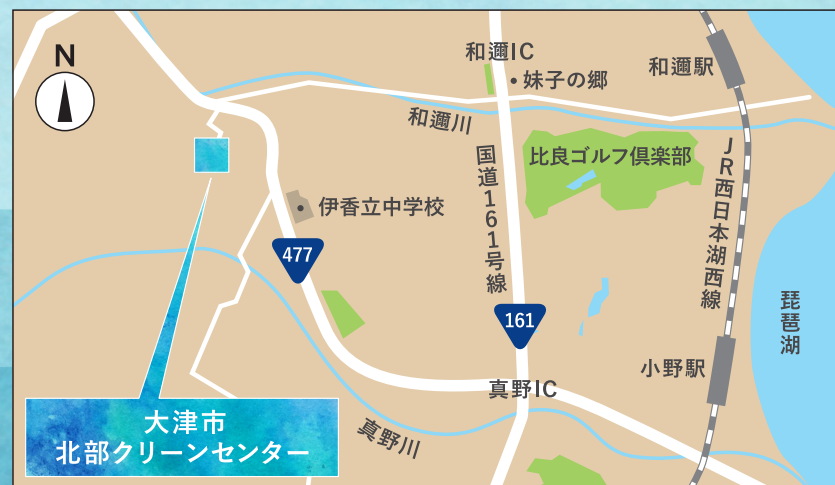 N
和邇IC
妹子の郷
和邇駅
和邇川
国道161号線
比良ゴルフ倶楽部
JR西日本湖西線
伊香立中学校
477
161
琵琶湖
小野駅
真野IC
真野川
大津市
北部クリーンセンター